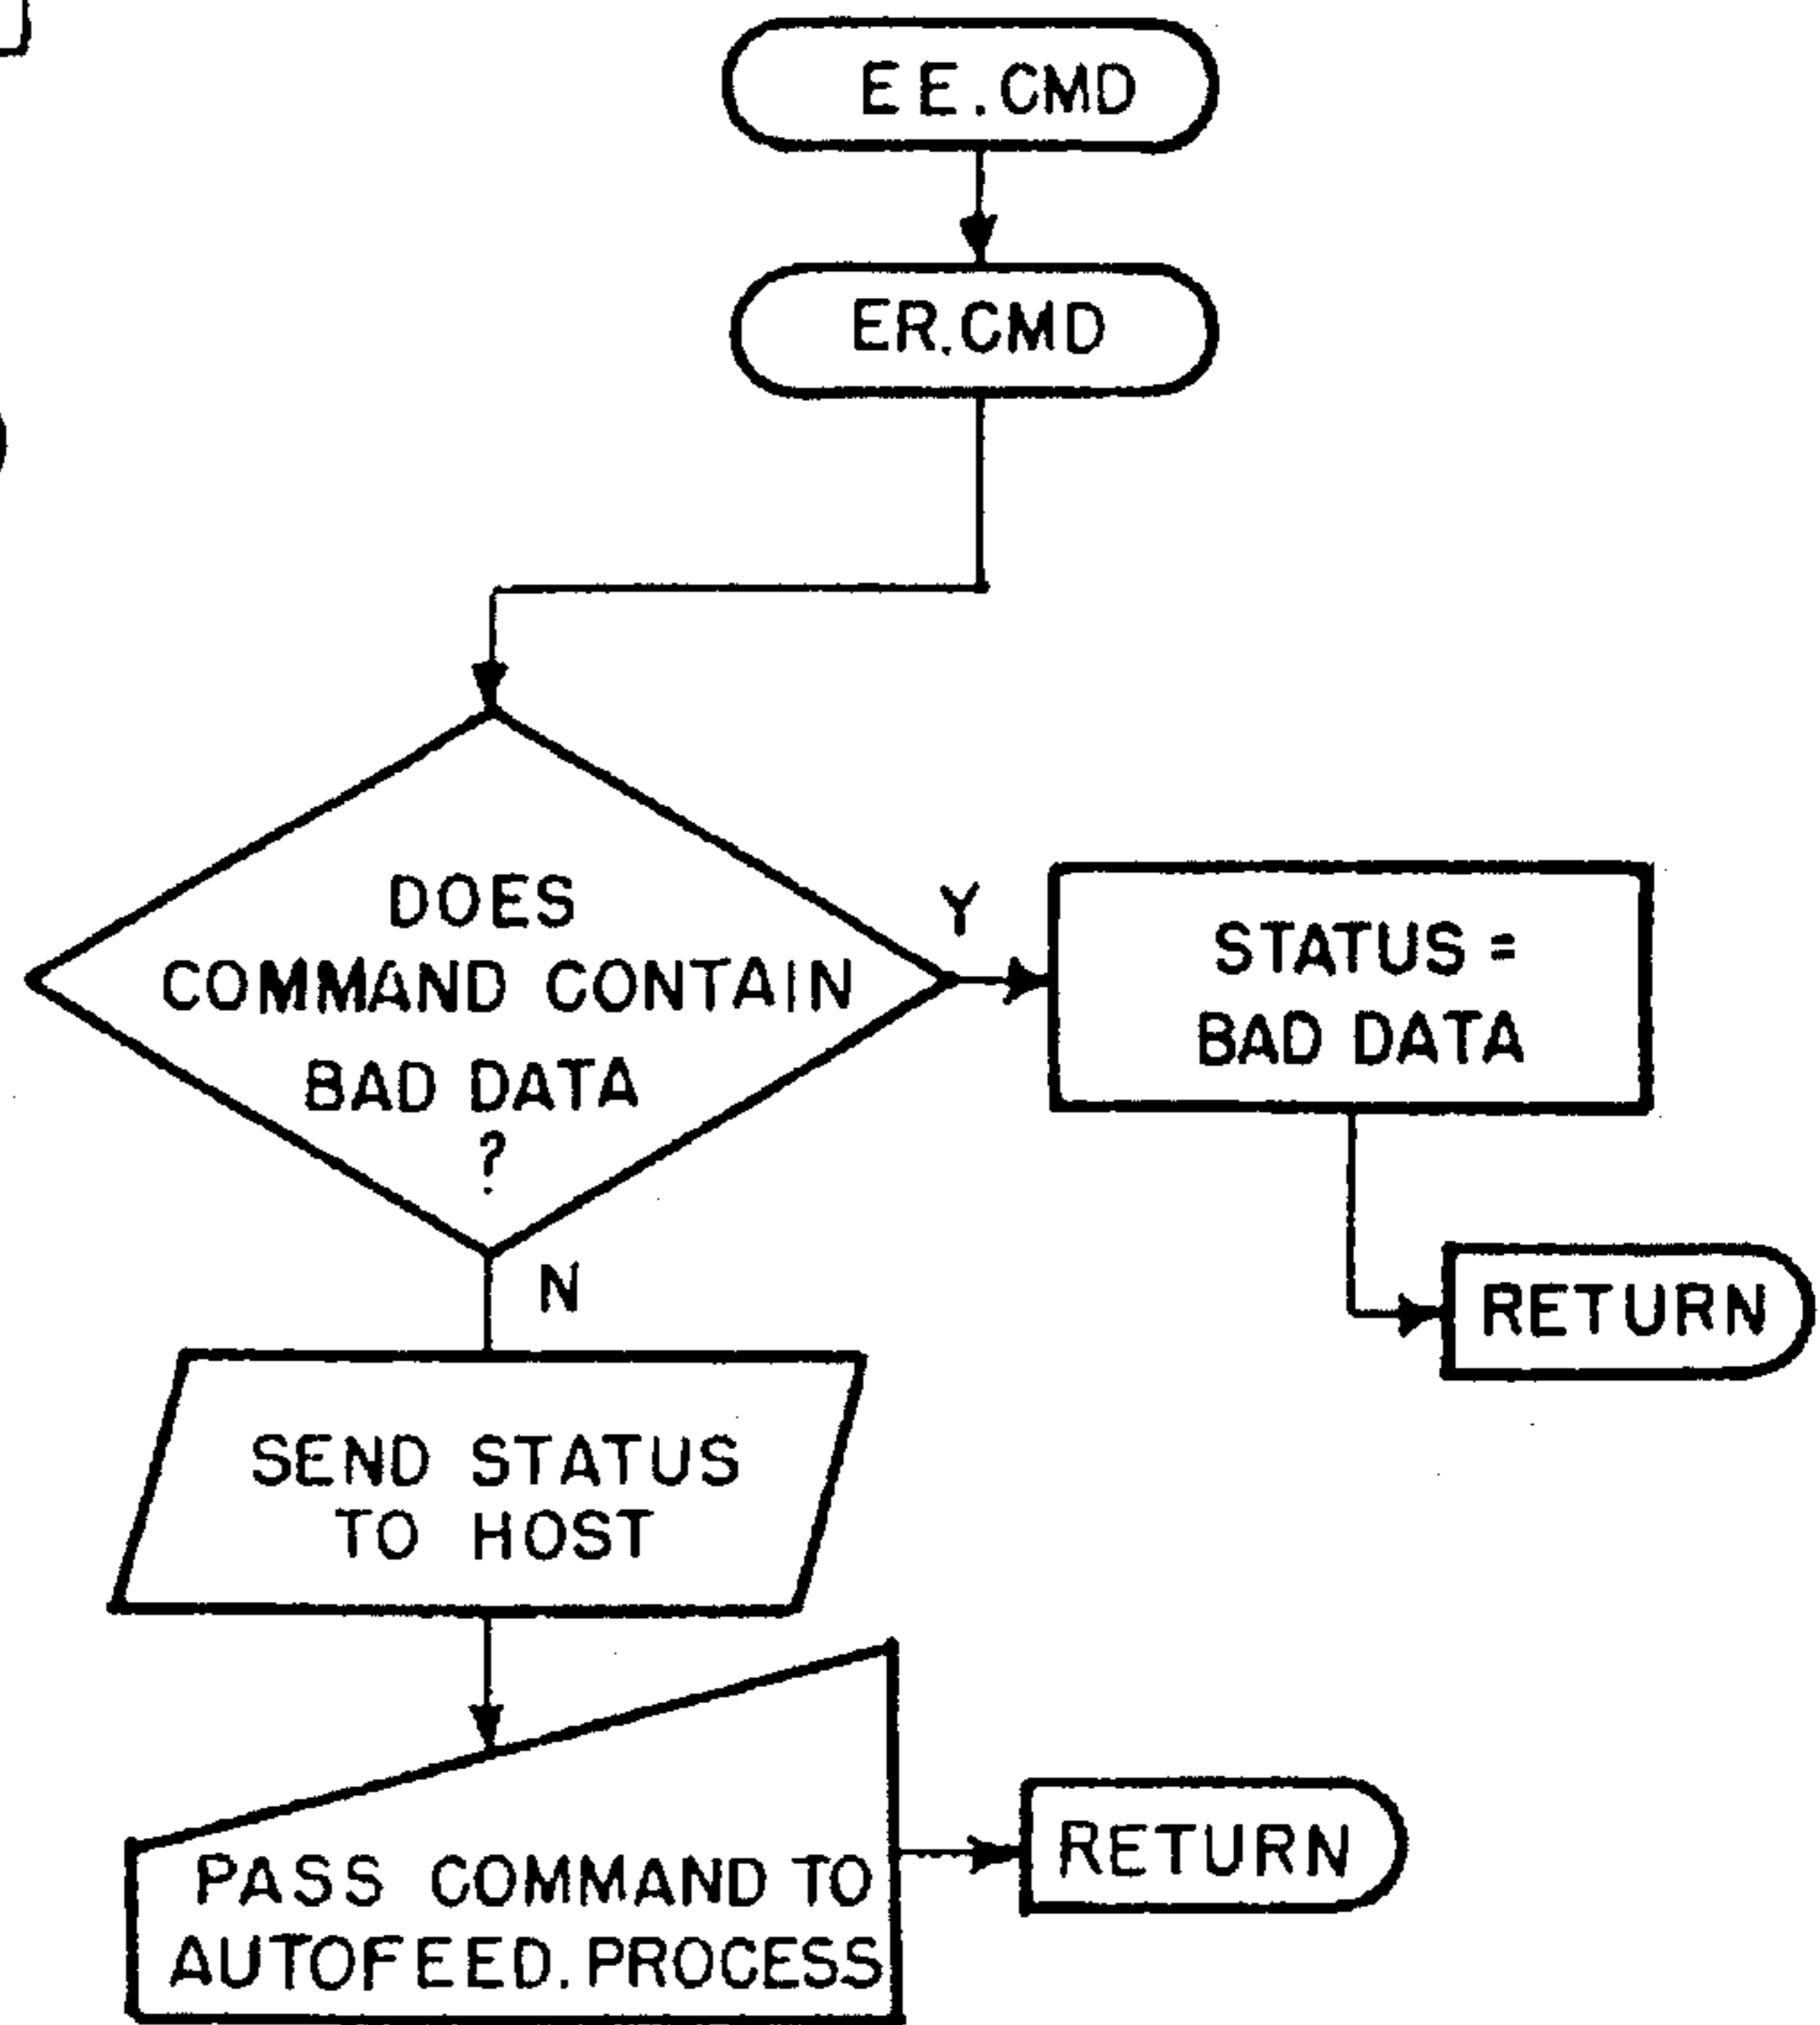 EE.CMD
ER.CMD
DOES
COMMAND CONTAIN
BAD DATA
?
Y
STATUS =
BAD DATA
RETURN
N
SEND STATUS
TO HOST
PASS COMMAND TO
AUTOFEED.PROCESS
RETURN